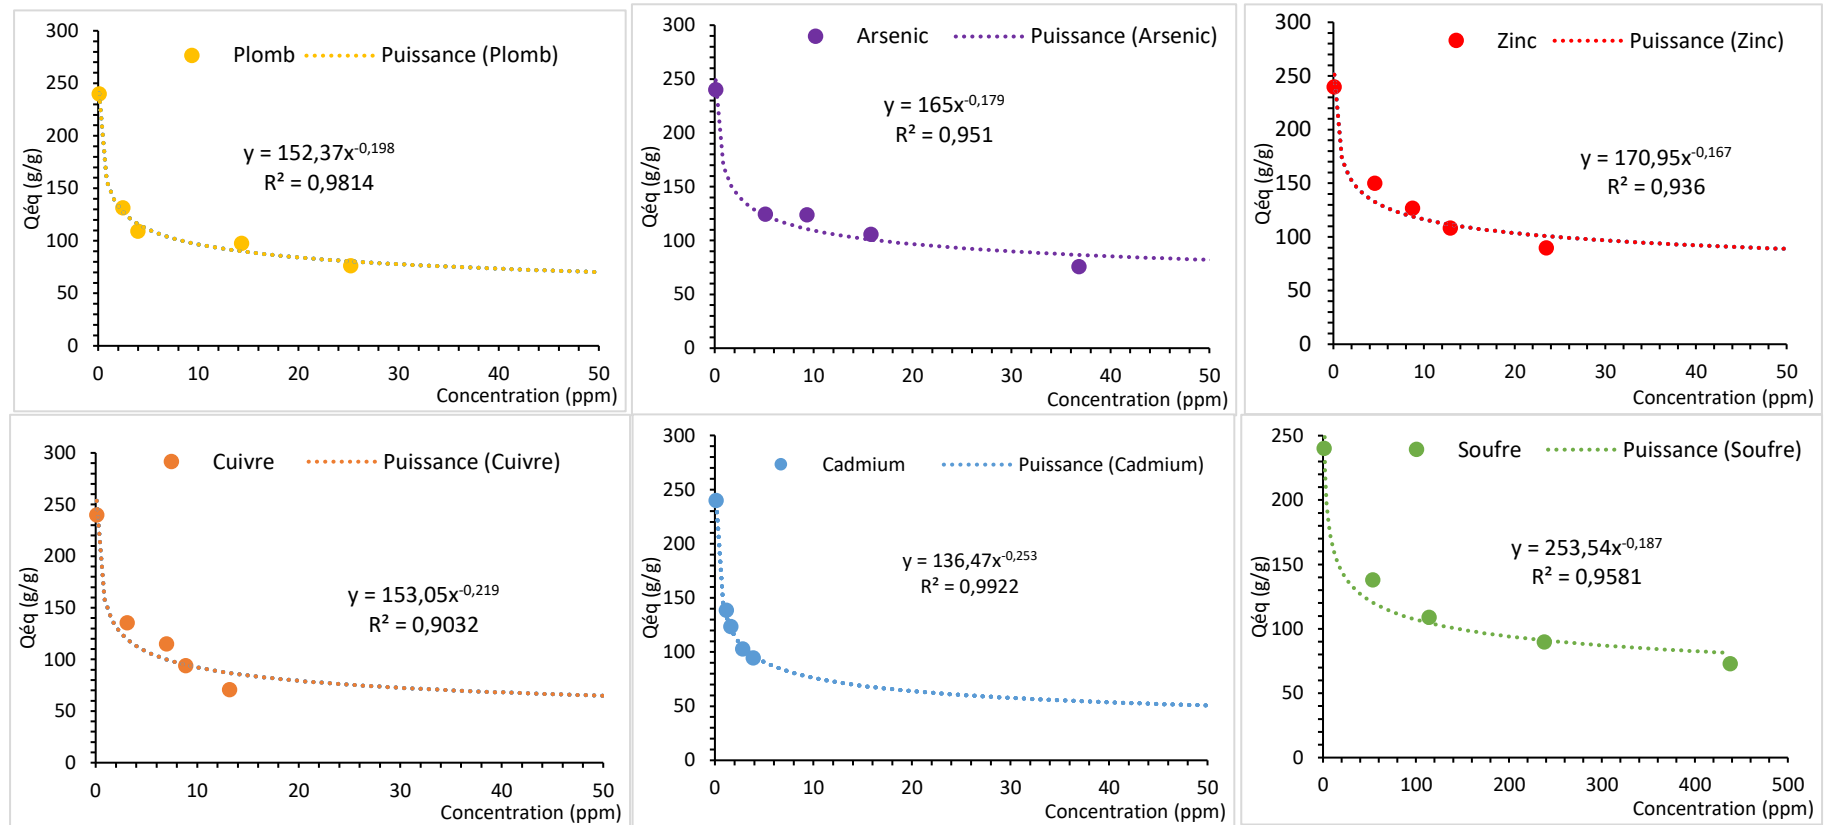 Plomb Puissance (Plomb)
y = 152,37x^-0,198
R² = 0,9814
Qéq (g/g)
300
250
200
150
100
50
0
0 10 20 30 40 50
Concentration (ppm)
Arsenic Puissance (Arsenic)
y = 165x^-0,179
R² = 0,951
Qéq (g/g)
300
250
200
150
100
50
0
0 10 20 30 40 50
Concentration (ppm)
Zinc Puissance (Zinc)
y = 170,95x^-0,167
R² = 0,936
Qéq (g/g)
300
250
200
150
100
50
0
0 10 20 30 40 50
Concentration (ppm)
Cuivre Puissance (Cuivre)
y = 153,05x^-0,219
R² = 0,9032
Qéq (g/g)
300
250
200
150
100
50
0
0 10 20 30 40 50
Concentration (ppm)
Cadmium Puissance (Cadmium)
y = 136,47x^-0,253
R² = 0,9922
Qéq (g/g)
300
250
200
150
100
50
0
0 10 20 30 40 50
Concentration (ppm)
Soufre Puissance (Soufre)
y = 253,54x^-0,187
R² = 0,9581
Qéq (g/g)
250
200
150
100
50
0
0 100 200 300 400 500
Concentration (ppm)